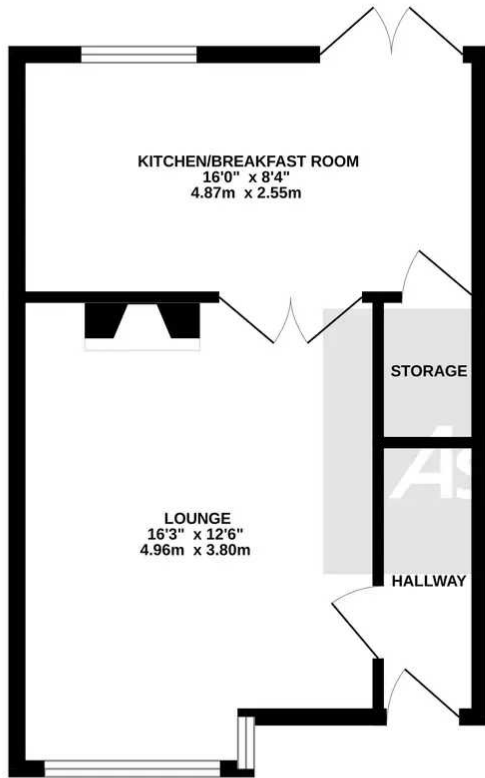 KITCHEN/BREAKFAST ROOM
16'0" x 8'4"
4.87m x 2.55m
STORAGE
LOUNGE
16'3" x 12'6"
4.96m x 3.80m
HALLWAY